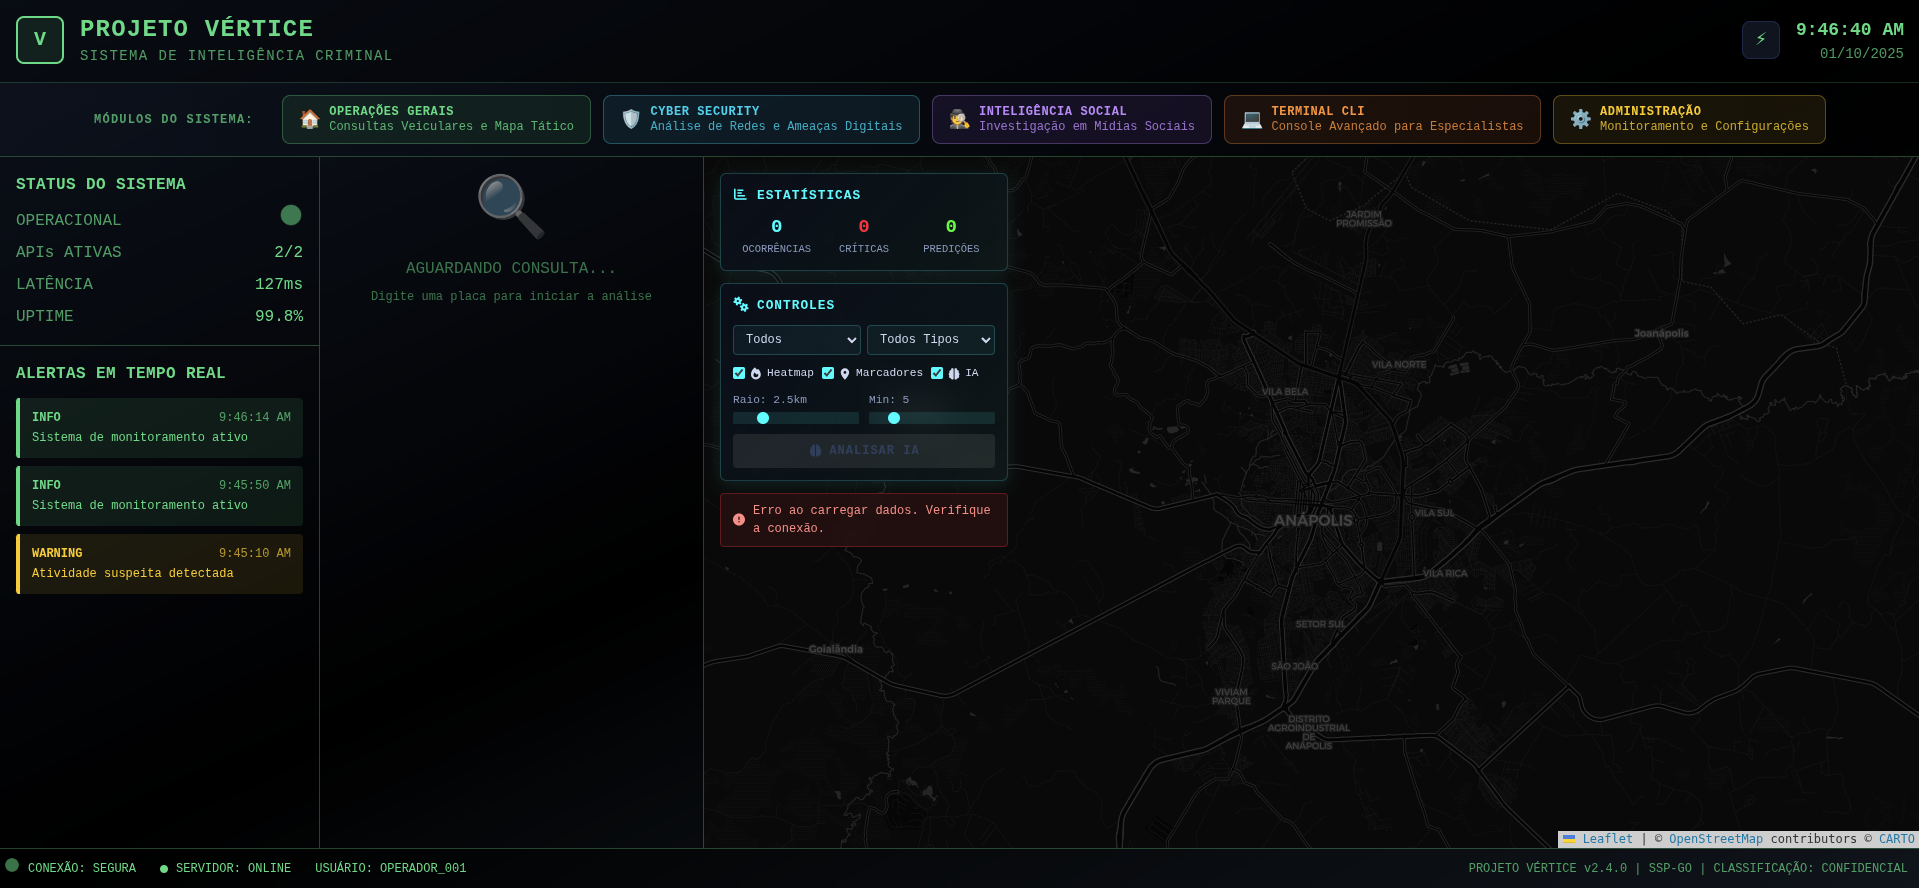 V
PROJETO VÉRTICE
SISTEMA DE INTELIGÊNCIA CRIMINAL
9:46:40 AM
01/10/2025
MÓDULOS DO SISTEMA:
OPERAÇÕES GERAIS
Consultas Veiculares e Mapa Tático
CYBER SECURITY
Análise de Redes e Ameaças Digitais
INTELIGÊNCIA SOCIAL
Investigação em Mídias Sociais
TERMINAL CLI
Console Avançado para Especialistas
ADMINISTRAÇÃO
Monitoramento e Configurações
STATUS DO SISTEMA
OPERACIONAL
APIs ATIVAS 2/2
LATÊNCIA 127ms
UPTIME 99.8%
ALERTAS EM TEMPO REAL
INFO 9:46:14 AM
Sistema de monitoramento ativo
INFO 9:45:50 AM
Sistema de monitoramento ativo
WARNING 9:45:10 AM
Atividade suspeita detectada
AGUARDANDO CONSULTA...
Digite uma placa para iniciar a análise
ESTATÍSTICAS
0 0 0
OCORRÊNCIAS CRÍTICAS PREDIÇÕES
CONTROLES
Todos Todos Tipos
Heatmap Marcadores IA
Raio: 2.5km Min: 5
ANALISAR IA
Erro ao carregar dados. Verifique
a conexão.
JARDIM
PROMISSÃO
Joanápolis
VILA NORTE
VILA BELA
ANÁPOLIS
VILA SUL
VILA RICA
SETOR SUL
Goialândia
SÃO JOÃO
VIVIAM
PARQUE
DISTRITO
AGROINDUSTRIAL
DE
ANÁPOLIS
Leaflet | © OpenStreetMap contributors © CARTO
CONEXÃO: SEGURA SERVIDOR: ONLINE USUÁRIO: OPERADOR_001
PROJETO VÉRTICE v2.4.0 | SSP-GO | CLASSIFICAÇÃO: CONFIDENCIAL